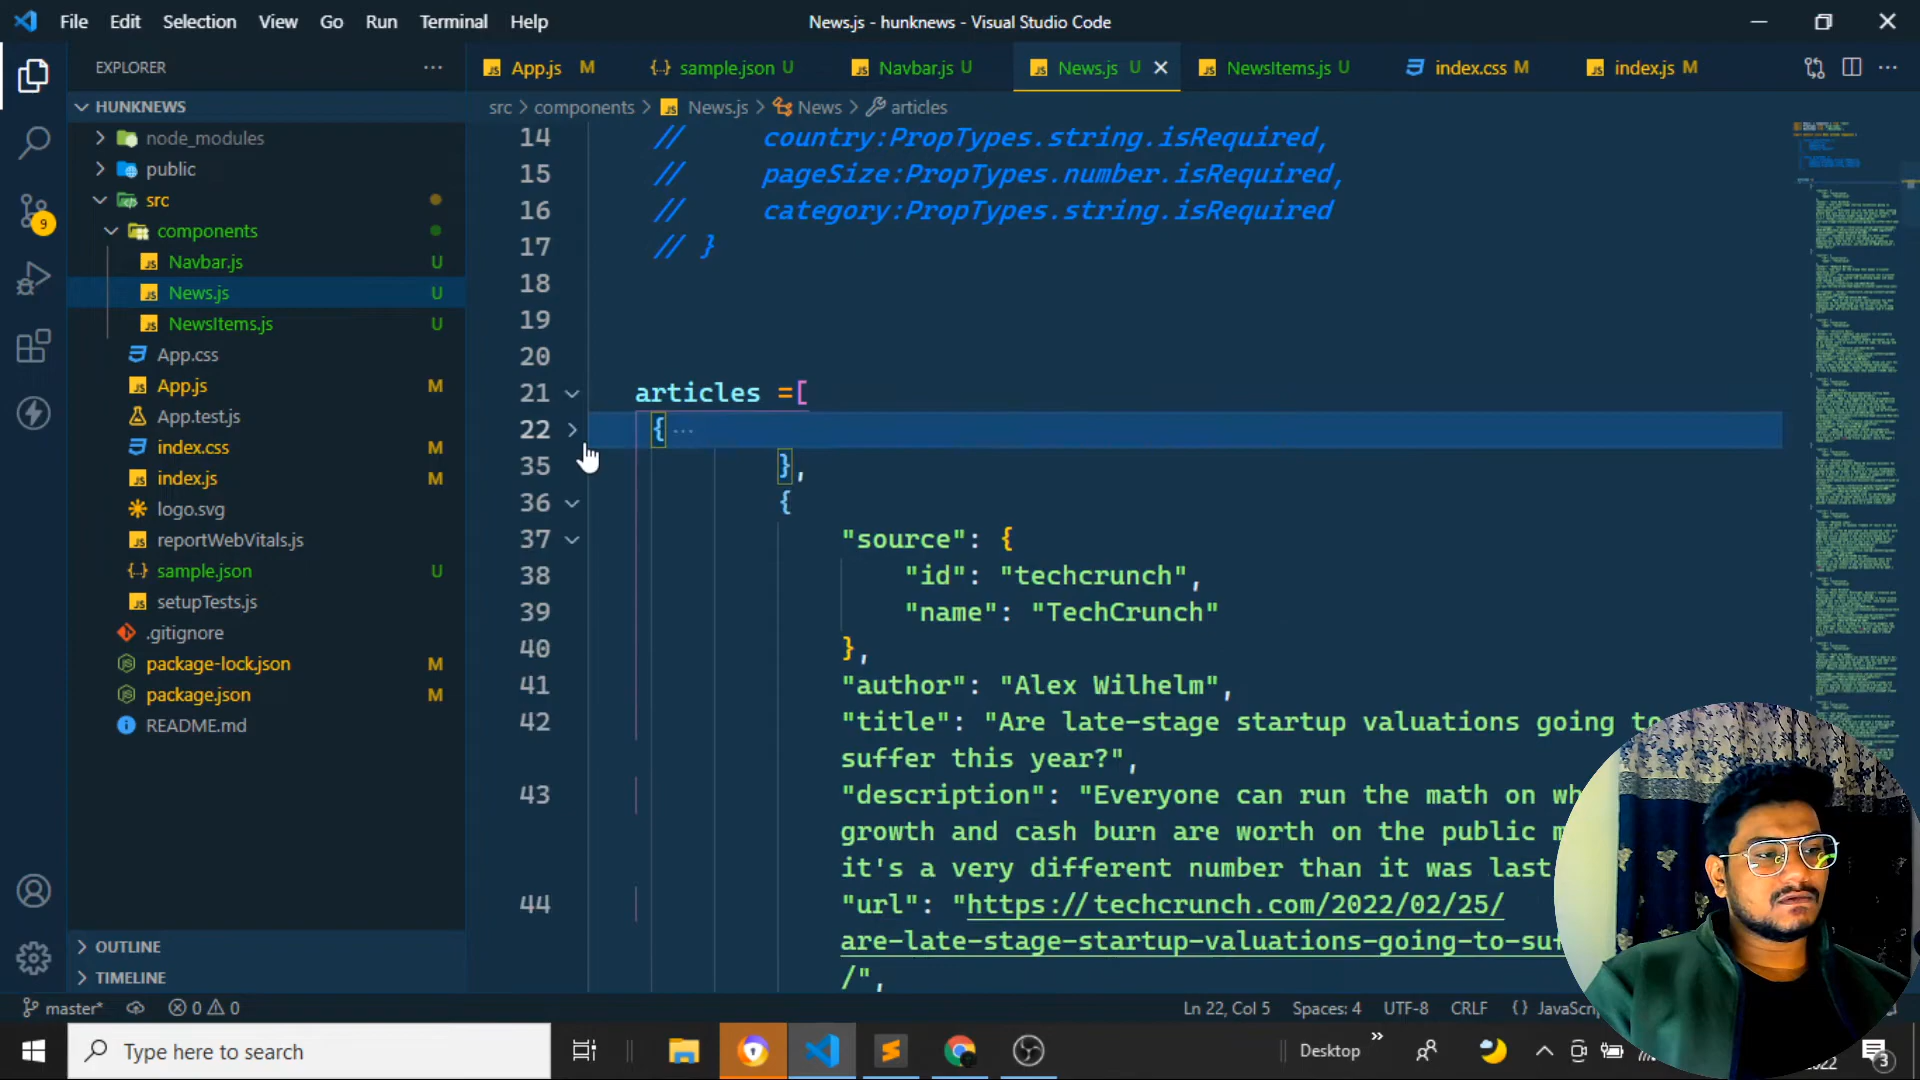 File Edit Selection View Go Run Terminal Help
News.js - hunknews - Visual Studio Code
EXPLORER ...
App.js M
sample.json U
Navbar.js U
News.js U
NewsItems.js U
index.css M
index.js M
HUNKNEWS
src > components > News.js > News > articles
node_modules
public
src
components
Navbar.js U
News.js U
NewsItems.js U
App.css
App.js M
App.test.js
index.css M
index.js M
logo.svg
reportWebVitals.js
sample.json U
setupTests.js
.gitignore
package-lock.json M
package.json M
README.md
OUTLINE
TIMELINE
9
14 // country:PropTypes.string.isRequired,
15 // pageSize:PropTypes.number.isRequired,
16 // category:PropTypes.string.isRequired
17 // }
18
19
20
21 articles =[
22 { ...
35 },
36 {
37 "source": {
38 "id": "techcrunch",
39 "name": "TechCrunch"
40 },
41 "author": "Alex Wilhelm",
42 "title": "Are late-stage startup valuations going to
suffer this year?",
43 "description": "Everyone can run the math on
growth and cash burn are worth on the public
it's a very different number than it was last
44 "url": "https://techcrunch.com/2022/02/25/
are-late-stage-startup-valuations-going-to-su
/",
master* 0 0
Ln 22, Col 5 Spaces: 4 UTF-8 CRLF {}
Type here to search
Desktop
3